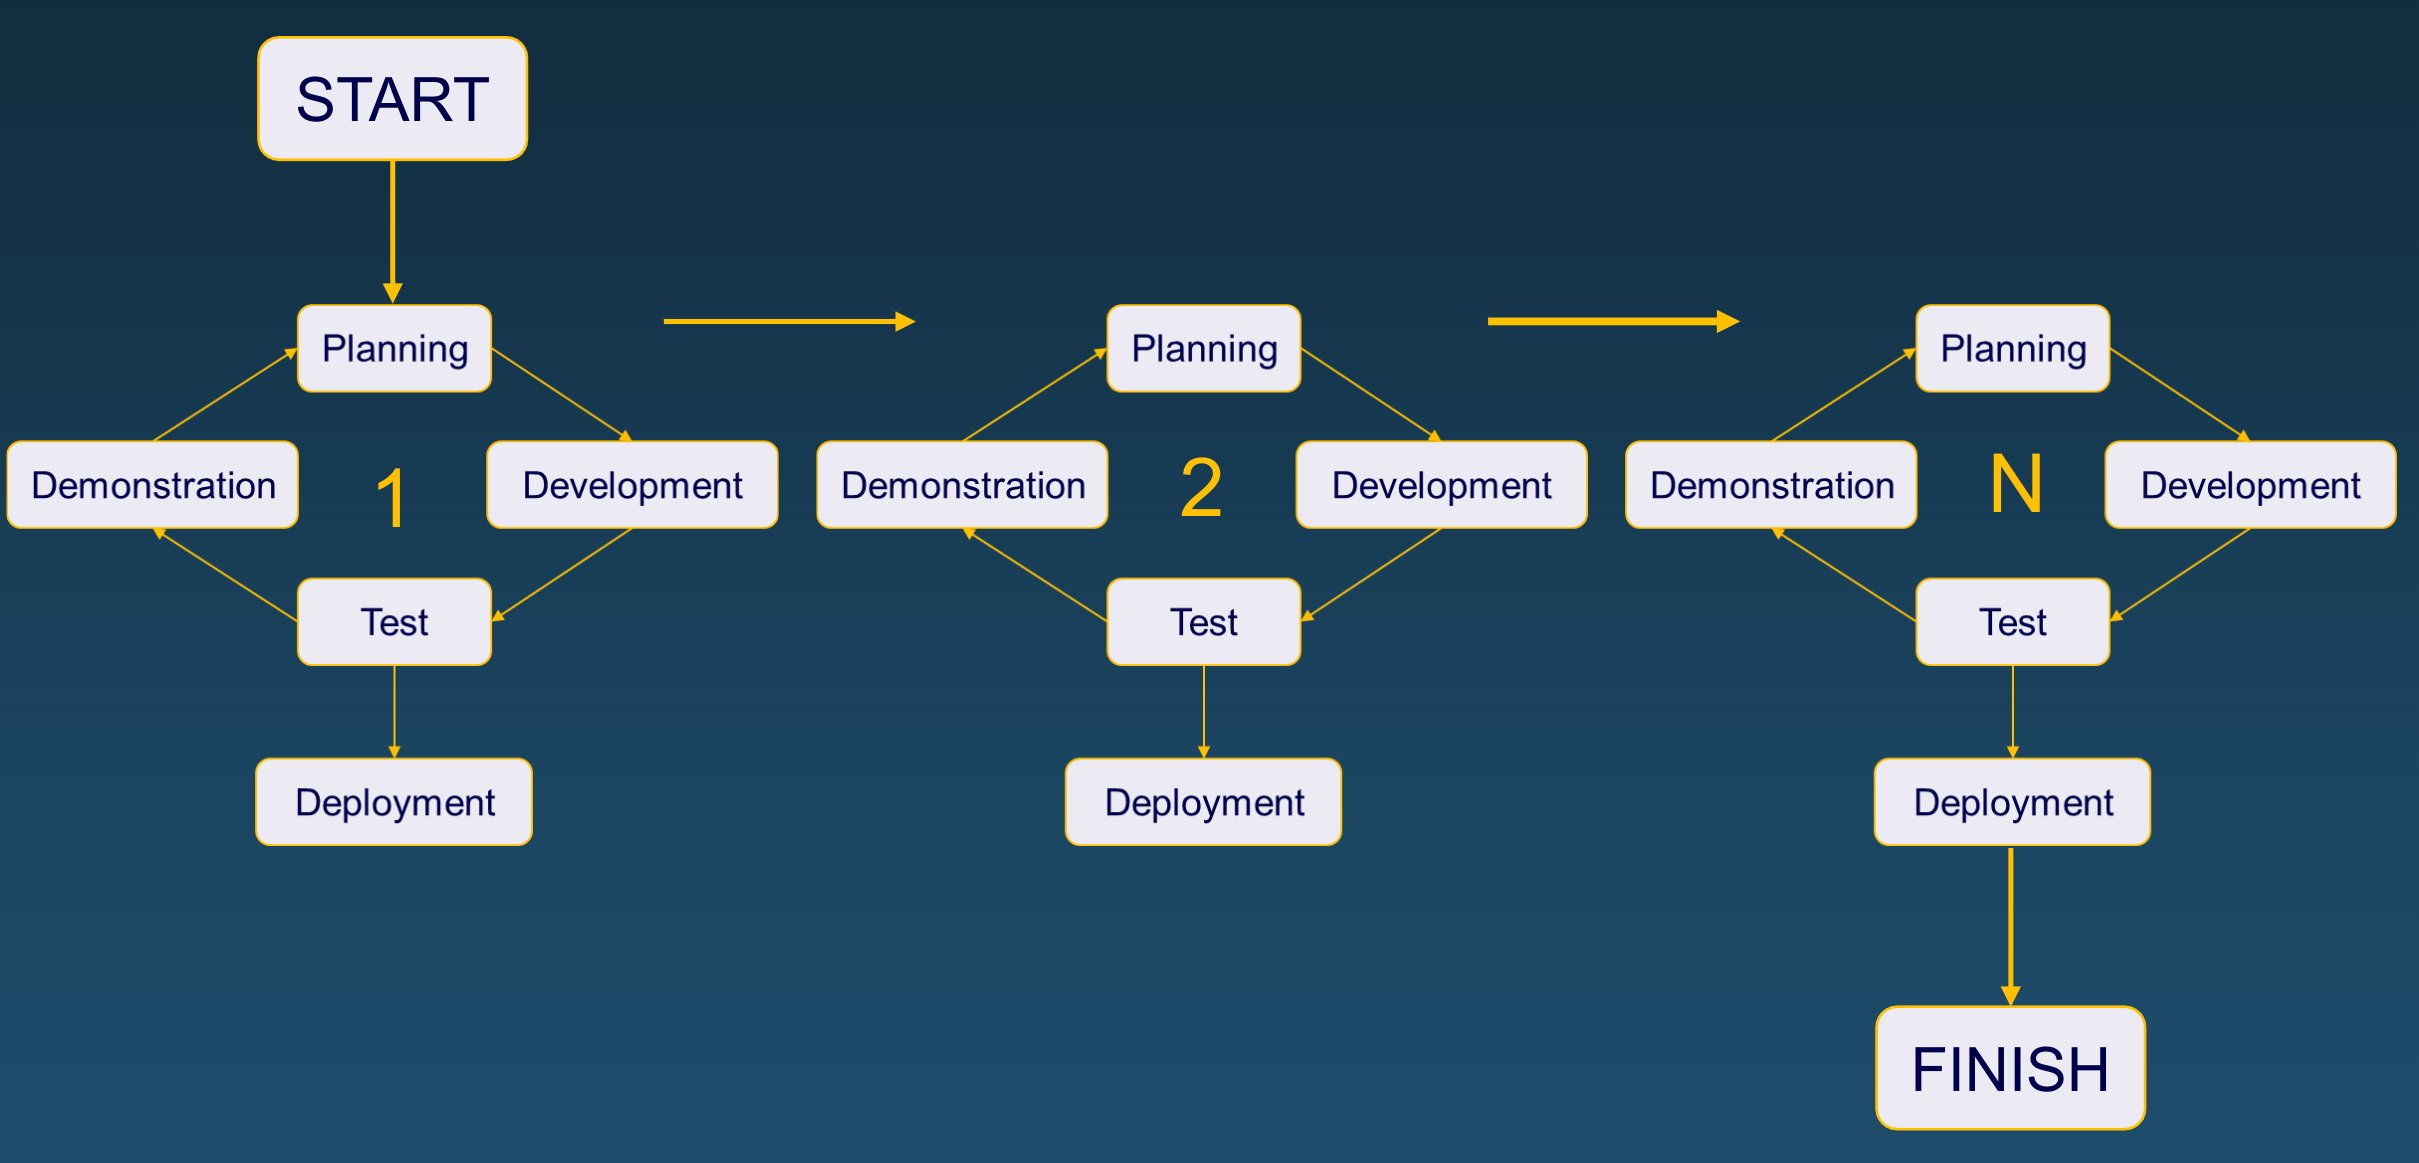 START
Planning
Demonstration
1
Development
Test
Deployment
Planning
Demonstration
2
Development
Test
Deployment
Planning
Demonstration
N
Development
Test
Deployment
FINISH